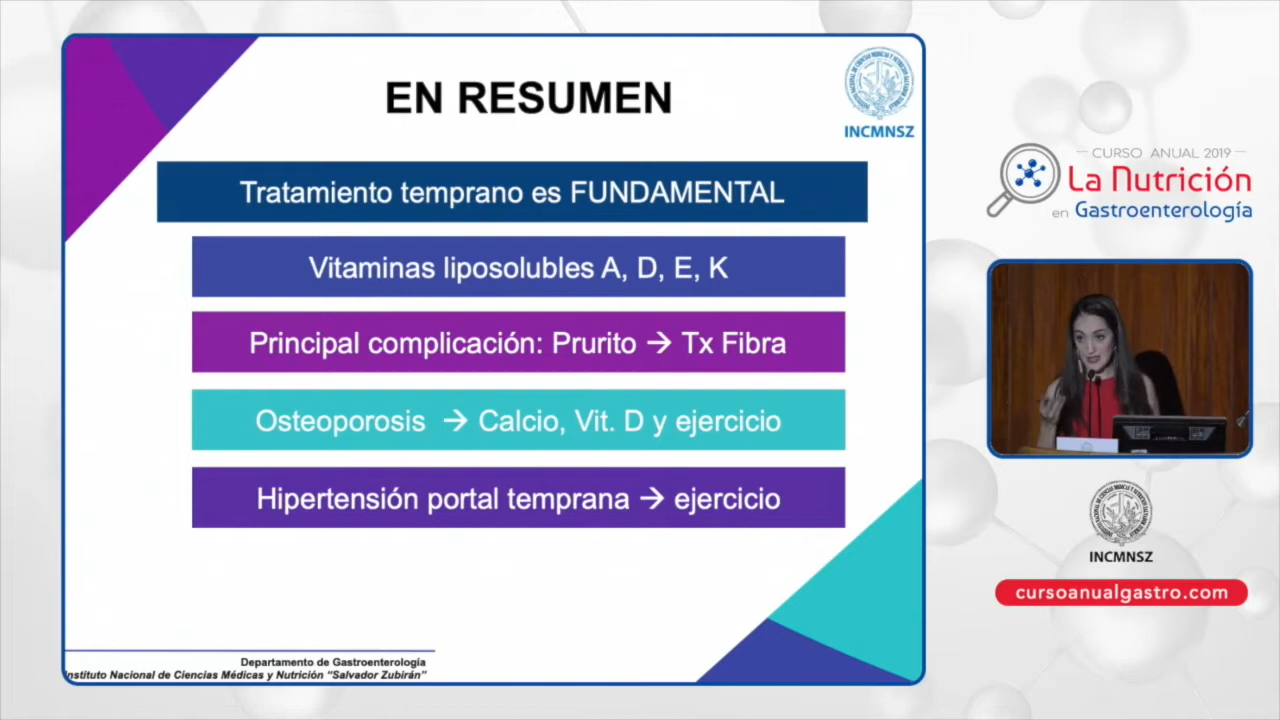 EN RESUMEN
INCMNSZ
Tratamiento temprano es FUNDAMENTAL
Vitaminas liposolubles A, D, E, K
Principal complicación: Prurito → Tx Fibra
Osteoporosis → Calcio, Vit. D y ejercicio
Hipertensión portal temprana → ejercicio
Departamento de Gastroenterología
nstituto Nacional de Ciencias Médicas y Nutrición “Salvador Zubirán”
CURSO ANUAL 2019
La Nutrición
en Gastroenterología
INCMNSZ
cursoanualgastro.com